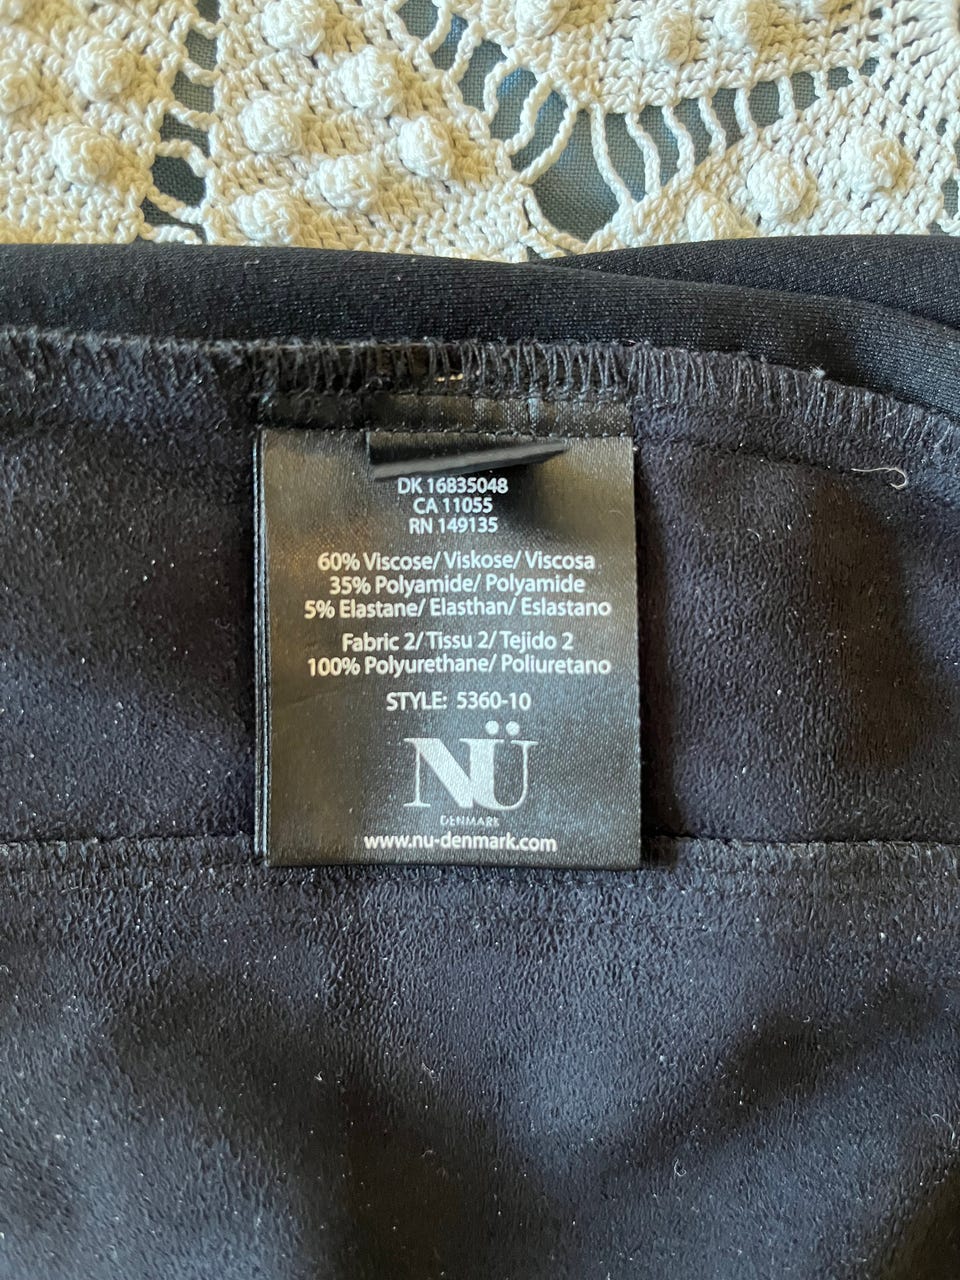 DK 16835048
CA 11055
RN 149135
60% Viscose/ Viskose/ Viscosa
35% Polyamide/ Polyamide
5% Elastane/ Elasthan/ Eslastano
Fabric 2/ Tissu 2/ Tejido 2
100% Polyurethane/ Poliuretano
STYLE: 5360-10
NÜ
DENMARK
www.nu-denmark.com